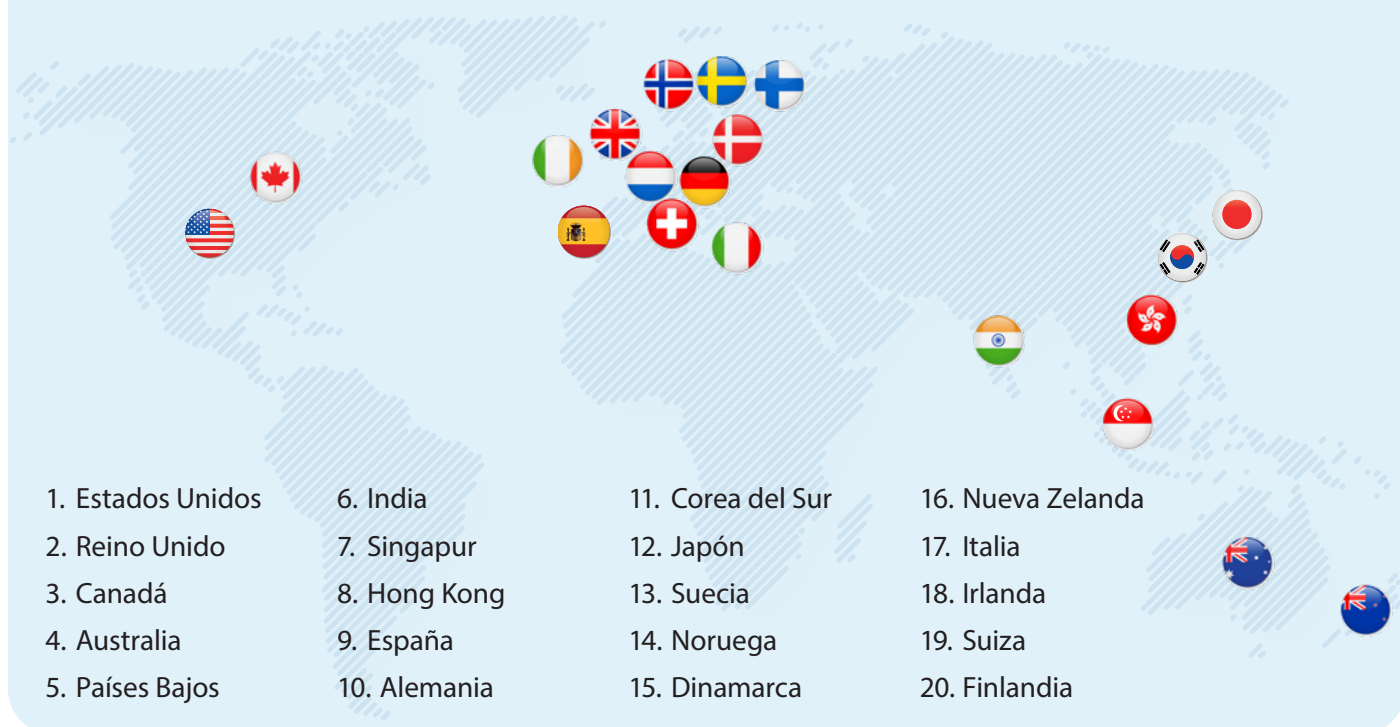 1. Estados Unidos
2. Reino Unido
3. Canadá
4. Australia
5. Países Bajos
6. India
7. Singapur
8. Hong Kong
9. España
10. Alemania
11. Corea del Sur
12. Japón
13. Suecia
14. Noruega
15. Dinamarca
16. Nueva Zelanda
17. Italia
18. Irlanda
19. Suiza
20. Finlandia